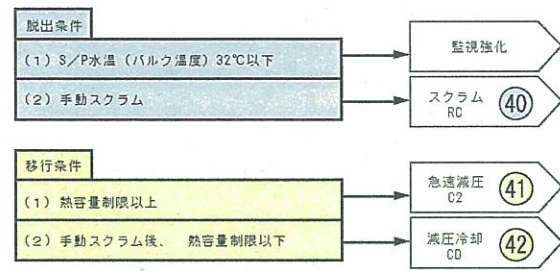 脱出条件
(1) S/P水温 (バルク温度) 32℃以下
監視強化
(2) 手動スクラム
スクラム
RC
40
移行条件
(1) 熱容量制限以上
急速減圧
C2
41
(2) 手動スクラム後、 熱容量制限以下
減圧冷却
CD
42